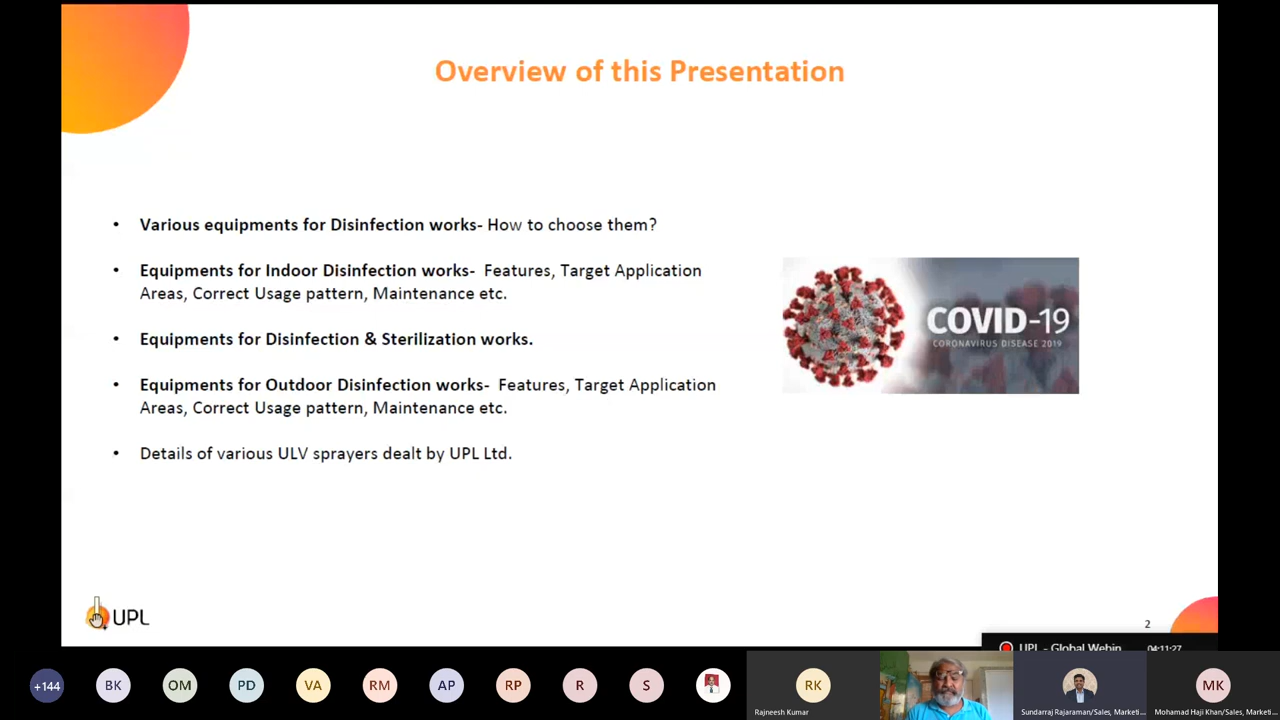 Overview of this Presentation
• Various equipments for Disinfection works- How to choose them?
• Equipments for Indoor Disinfection works- Features, Target Application
Areas, Correct Usage pattern, Maintenance etc.
• Equipments for Disinfection & Sterilization works.
• Equipments for Outdoor Disinfection works- Features, Target Application
Areas, Correct Usage pattern, Maintenance etc.
• Details of various ULV sprayers dealt by UPL Ltd.
COVID-19
CORONAVIRUS DISEASE 2019
UPL
2
UPL - Global Webin 04:11:27
+144 BK OM PD VA RM AP RP R S RK MK
Rajneesh Kumar
Sundarraj Rajaraman/Sales, Marketi...
Mohamad Haji Khan/Sales, Marketi...